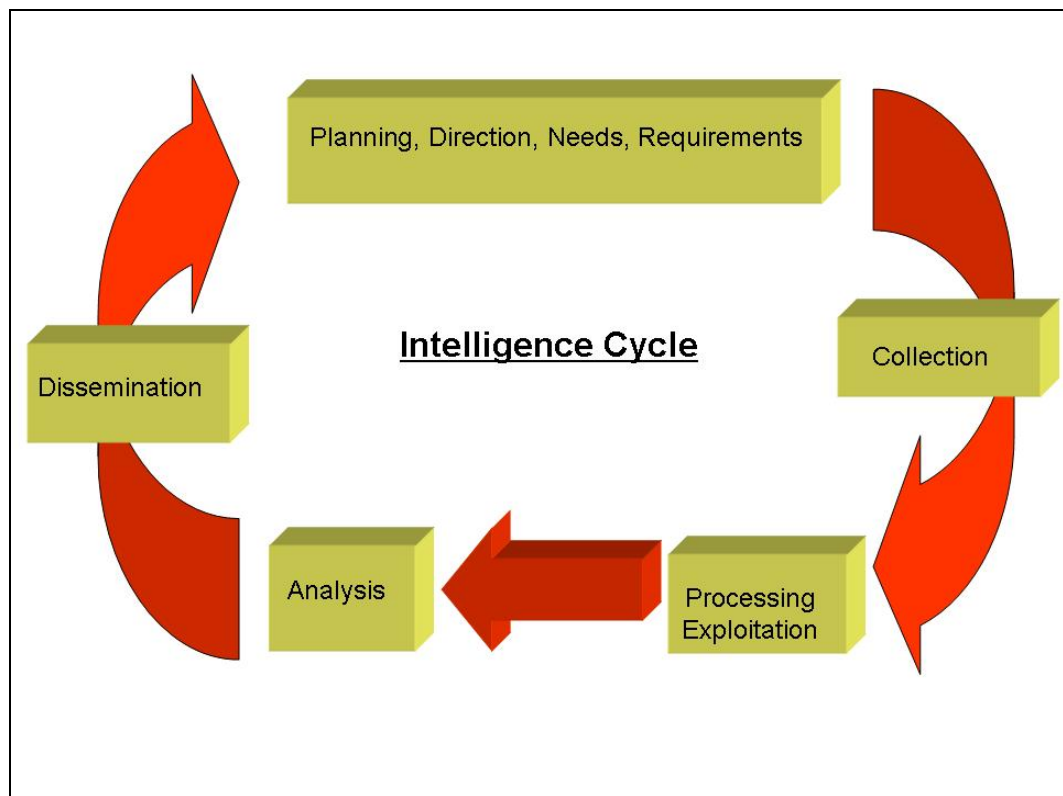 Planning, Direction, Needs, Requirements
Intelligence Cycle
Collection
Dissemination
Analysis
Processing
Exploitation